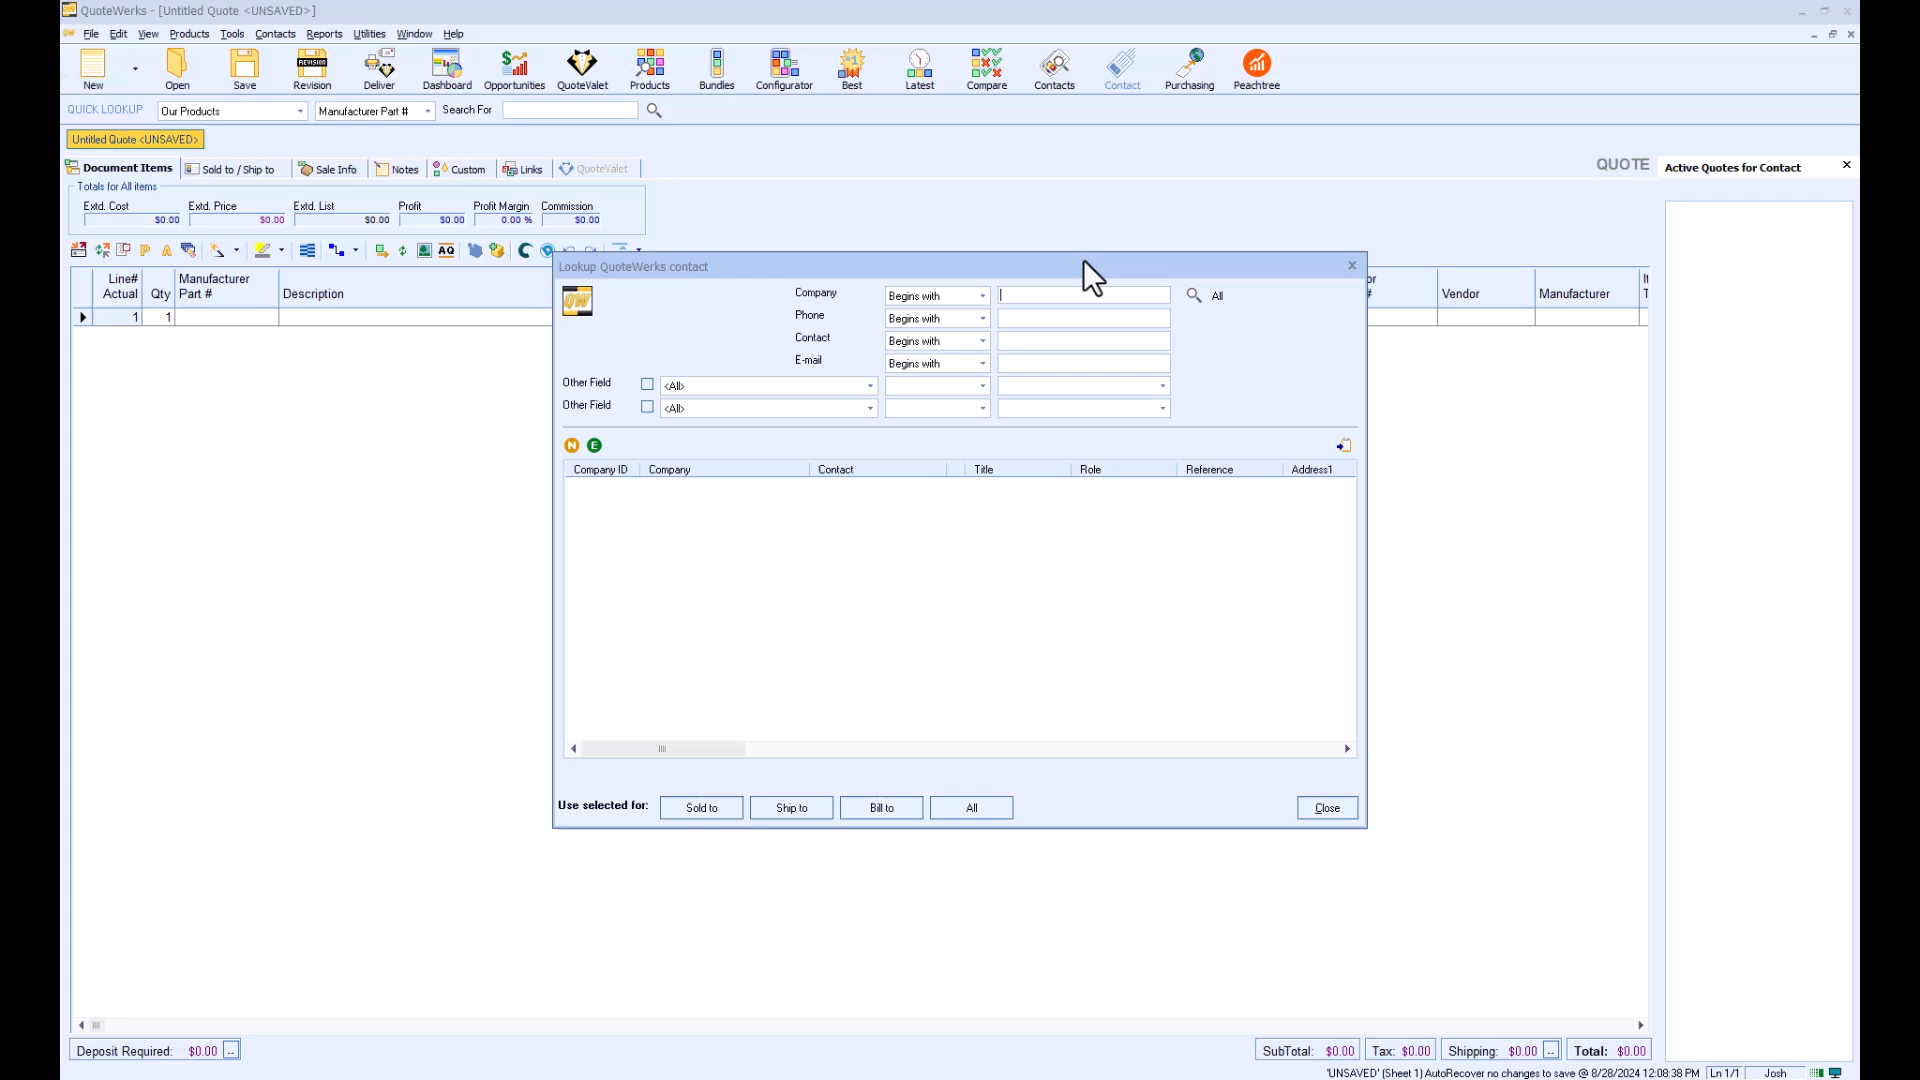 QuoteWerks - [Untitled Quote <UNSAVED>]
File Edit View Products Tools Contacts Reports Utilities Window Help
New Open Save Revision Deliver Dashboard Opportunities QuoteValet Products Bundles Configurator Best Latest Compare Contacts Contact Purchasing Peachtree
QUICK LOOKUP Our Products Manufacturer Part # Search For
Untitled Quote <UNSAVED>
Document Items Sold to / Ship to Sale Info Notes Custom Links QuoteValet QUOTE Active Quotes for Contact
Totals for All items
Extd. Cost Extd. Price Extd. List Profit Profit Margin Commission
$0.00 $0.00 $0.00 $0.00 0.00 % $0.00
Line# Actual Qty Manufacturer Part # Description Vendor Manufacturer
1 1
Lookup QuoteWerks contact
Company Begins with All
Phone Begins with
Contact Begins with
E-mail Begins with
Other Field <All>
Other Field <All>
N E
Company ID Company Contact Title Role Reference Address1
Use selected for: Sold to Ship to Bill to All Close
Deposit Required: $0.00 .. SubTotal: $0.00 Tax: $0.00 Shipping: $0.00 .. Total: $0.00
'UNSAVED' (Sheet 1) AutoRecover no changes to save @ 8/28/2024 12:08:38 PM Ln 1/1 Josh